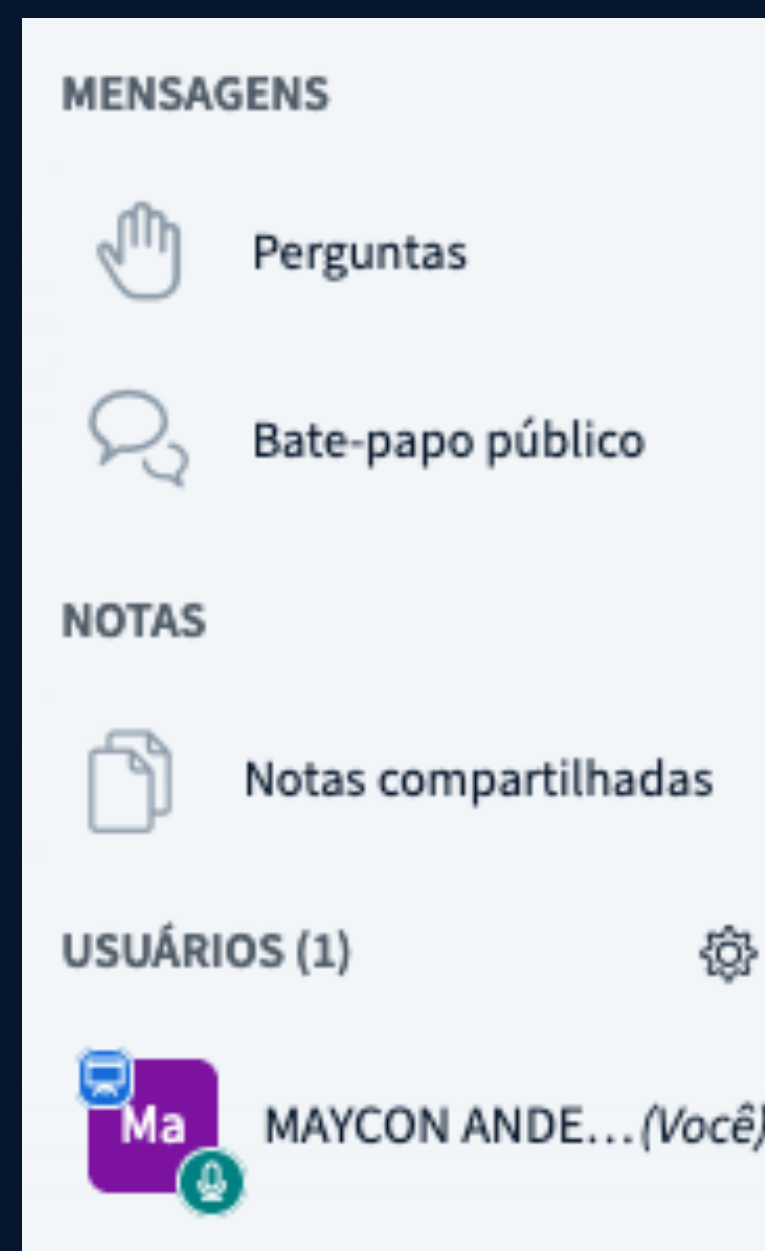 MENSAGENS
Perguntas
Bate-papo público
NOTAS
Notas compartilhadas
USUÁRIOS (1)
Ma
MAYCON ANDE... (Você)